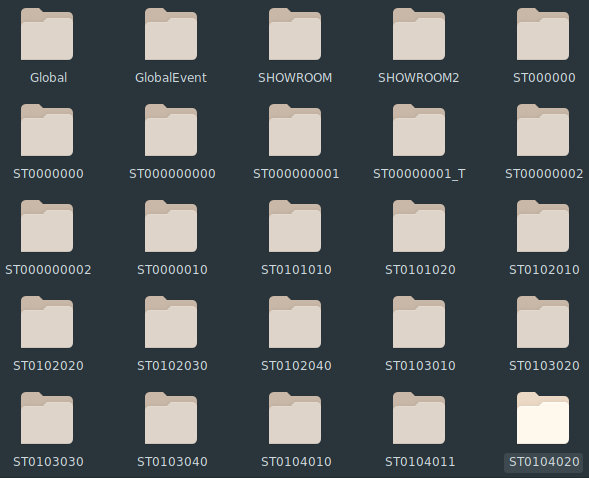 Global GlobalEvent SHOWROOM SHOWROOM2 ST000000
ST0000000 ST000000000 ST000000001 ST00000001_T ST00000002
ST000000002 ST0000010 ST0101010 ST0101020 ST0102010
ST0102020 ST0102030 ST0102040 ST0103010 ST0103020
ST0103030 ST0103040 ST0104010 ST0104011 ST0104020